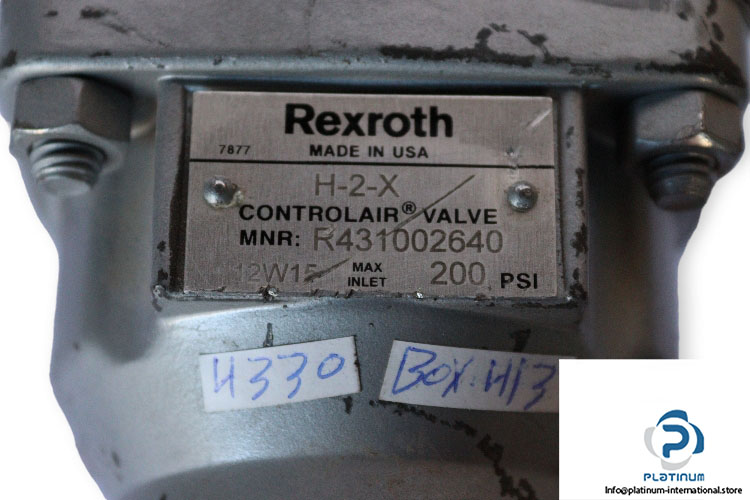 Rexroth
7877 MADE IN USA
H-2-X
CONTROLAIR® VALVE
MNR: R431002640
12W15 MAX INLET 200 PSI
4330 BOX.H13
PLATINUM
Info@platinum-international.store